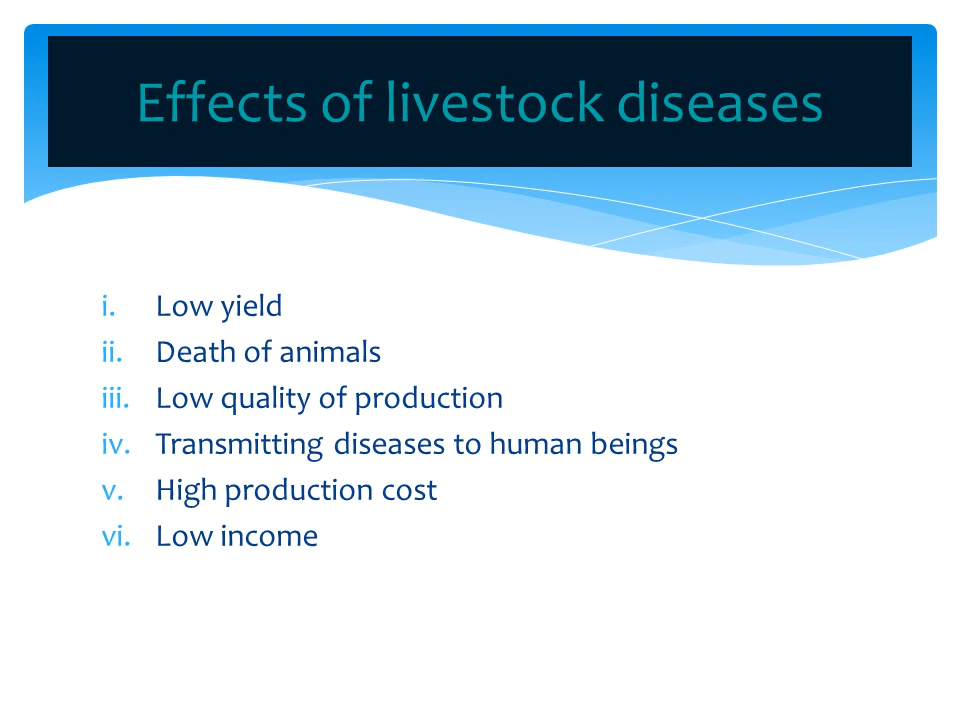 Effects of livestock diseases
i. Low yield
ii. Death of animals
iii. Low quality of production
iv. Transmitting diseases to human beings
v. High production cost
vi. Low income